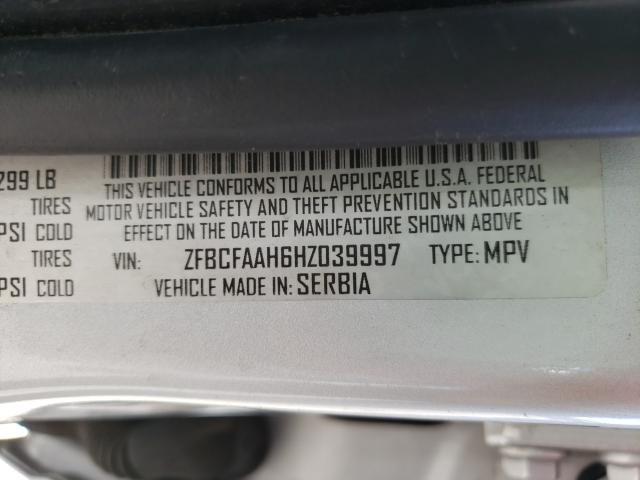 299 LB
THIS VEHICLE CONFORMS TO ALL APPLICABLE U.S.A. FEDERAL
TIRES
MOTOR VEHICLE SAFETY AND THEFT PREVENTION STANDARDS IN
PSI COLD
EFFECT ON THE DATE OF MANUFACTURE SHOWN ABOVE
TIRES
VIN: ZFBCFAAH6HZ039997 TYPE: MPV
PSI COLD
VEHICLE MADE IN: SERBIA